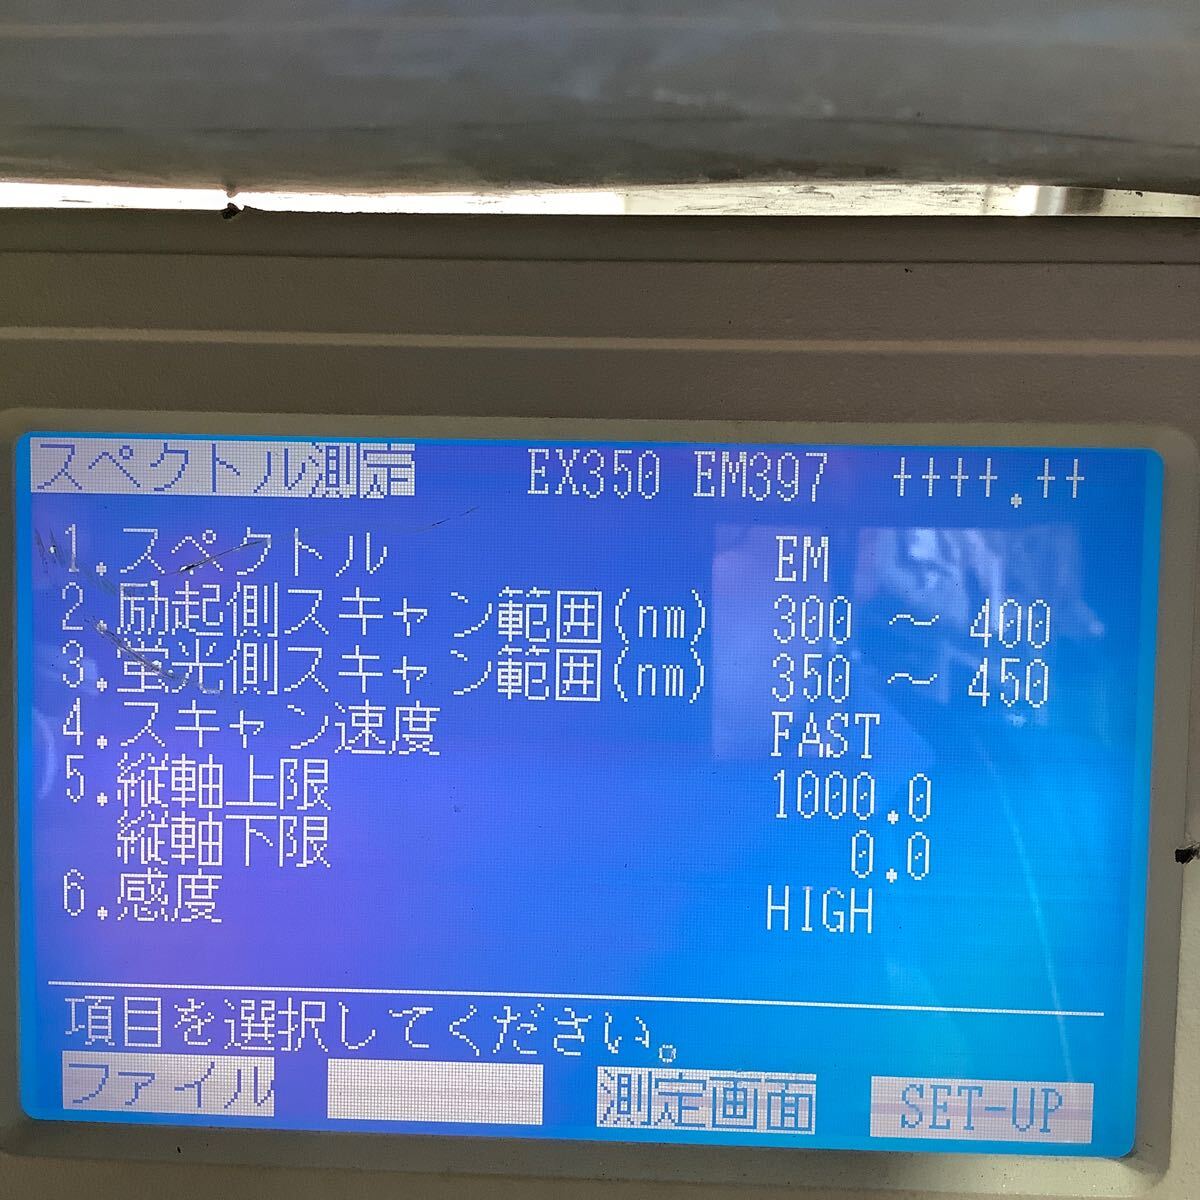 スペクトル測定 EX350 EM397 ++++.++
1.スペクトル EM
2.励起側スキャン範囲(nm) 300 ～ 400
3.蛍光側スキャン範囲(nm) 350 ～ 450
4.スキャン速度 FAST
5.縦軸上限 1000.0
縦軸下限 0.0
6.感度 HIGH
項目を選択してください。
ファイル 測定画面 SET-UP